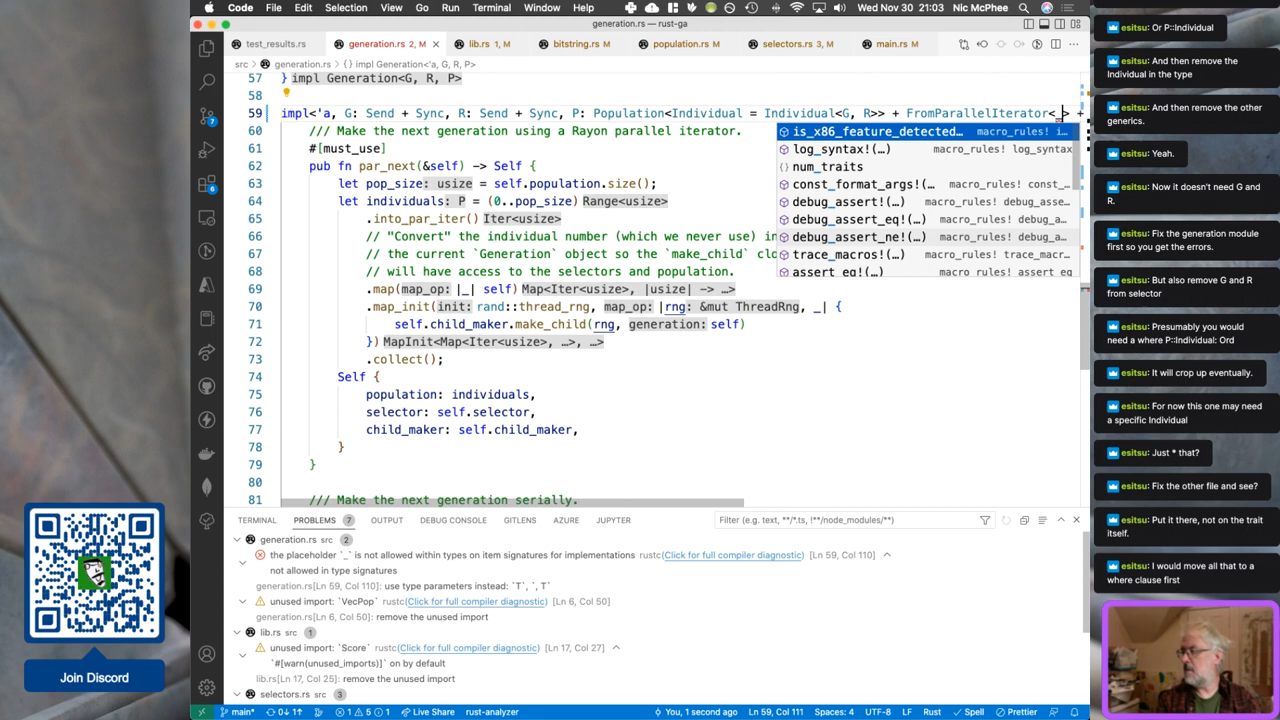 Code
File
Edit
Selection
View
Go
Run
Terminal
Window
Help
Wed Nov 30 21:03
Nic McPhee
generation.rs — rust-ga
test_results.rs
generation.rs 2, M
lib.rs 1, M
bitstring.rs M
population.rs M
selectors.rs 3, M
main.rs M
src > generation.rs > {} impl Generation<'a, G, R, P>
57 } impl Generation<G, R, P>
58
59 impl<'a, G: Send + Sync, R: Send + Sync, P: Population<Individual = Individual<G, R>> + FromParallelIterator<_> +
60 /// Make the next generation using a Rayon parallel iterator.
61 #[must_use]
62 pub fn par_next(&self) -> Self {
63 let pop_size: usize = self.population.size();
64 let individuals: P = (0..pop_size) Range<usize>
65 .into_par_iter() Iter<usize>
66 // "Convert" the individual number (which we never use) in
67 // the current `Generation` object so the `make_child` clo
68 // will have access to the selectors and population.
69 .map(map_op: |_| self) Map<Iter<usize>, |usize| -> …>
70 .map_init(init: rand::thread_rng, map_op: |rng: &mut ThreadRng, _| {
71 self.child_maker.make_child(rng, generation: self)
72 }) MapInit<Map<Iter<usize>, …>, …>
73 .collect();
74 Self {
75 population: individuals,
76 selector: self.selector,
77 child_maker: self.child_maker,
78 }
79 }
80
81 /// Make the next generation serially.
is_x86_feature_detected… macro_rules! i…
log_syntax!(…) macro_rules! log_syntax
{} num_traits
const_format_args!(… macro_rules! const_…
debug_assert!(…) macro_rules! debug_asse…
debug_assert_eq!(…) macro_rules! debug_a…
debug_assert_ne!(…) macro_rules! debug_a…
trace_macros!(…) macro_rules! trace_macr…
assert_eq!(…) macro_rules! assert_eq
TERMINAL
PROBLEMS 7
OUTPUT
DEBUG CONSOLE
GITLENS
AZURE
JUPYTER
Filter (e.g. text, **/*.ts, !**/node_modules/**)
generation.rs src 2
the placeholder `_` is not allowed within types on item signatures for implementations rustc(Click for full compiler diagnostic) [Ln 59, Col 110]
not allowed in type signatures
generation.rs[Ln 59, Col 110]: use type parameters instead: `T`, `, T`
unused import: `VecPop` rustc(Click for full compiler diagnostic) [Ln 6, Col 50]
generation.rs[Ln 6, Col 50]: remove the unused import
lib.rs src 1
unused import: `Score` rustc(Click for full compiler diagnostic) [Ln 17, Col 27]
`#[warn(unused_imports)]` on by default
lib.rs[Ln 17, Col 25]: remove the unused import
selectors.rs src 3
main*
0↓ 1↑
1 5 1
Live Share
rust-analyzer
You, 1 second ago
Ln 59, Col 111
Spaces: 4
UTF-8
LF
Rust
Spell
Prettier
7
6
Join Discord
esitsu: Or P::Individual
esitsu: And then remove the
Individual in the type
esitsu: And then remove the other
generics.
esitsu: Yeah.
esitsu: Now it doesn't need G and
R.
esitsu: Fix the generation module
first so you get the errors.
esitsu: But also remove G and R
from selector
esitsu: Presumably you would
need a where P::Individual: Ord
esitsu: It will crop up eventually.
esitsu: For now this one may need
a specific Individual
esitsu: Just * that?
esitsu: Fix the other file and see?
esitsu: Put it there, not on the trait
itself.
esitsu: I would move all that to a
where clause first